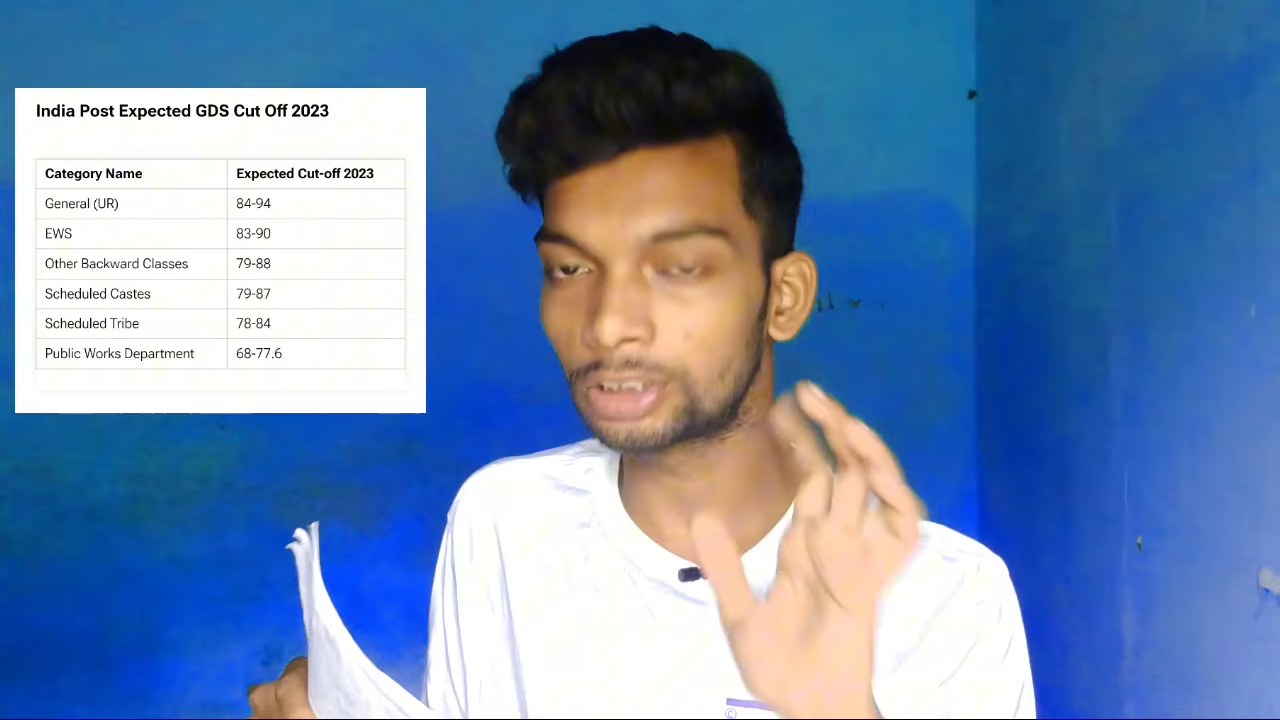 India Post Expected GDS Cut Off 2023
Category Name Expected Cut-off 2023
General (UR) 84-94
EWS 83-90
Other Backward Classes 79-88
Scheduled Castes 79-87
Scheduled Tribe 78-84
Public Works Department 68-77.6